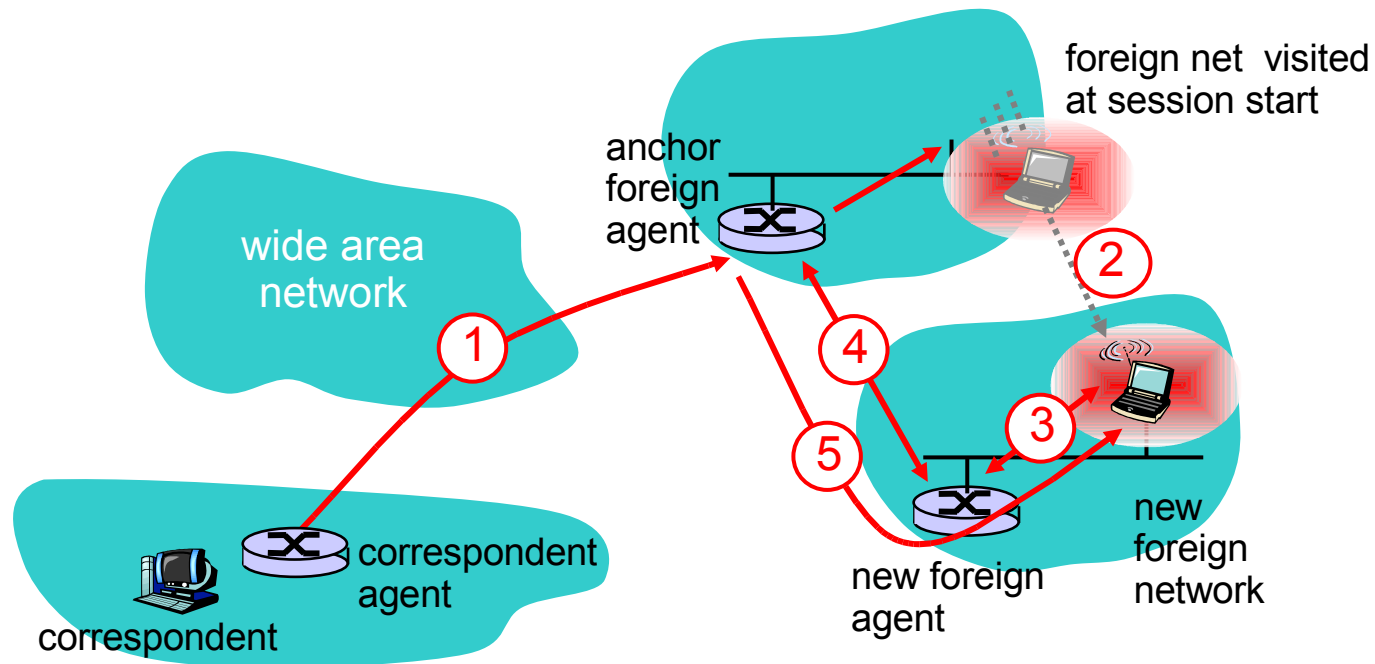 foreign net visited
at session start
anchor
foreign
agent
wide area
network
2
1
4
3
5
correspondent
agent
correspondent
new foreign
agent
new
foreign
network